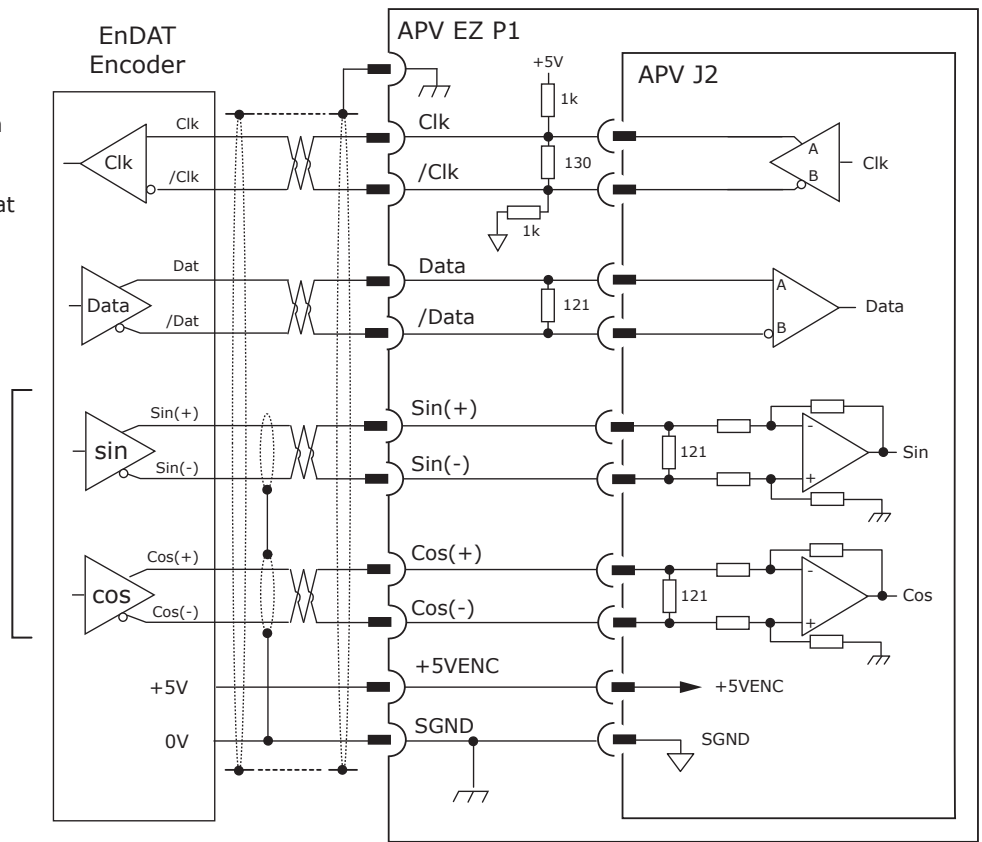 EnDAT
Encoder
APV EZ P1
APV J2
+5V
1k
Clk
/Clk
Clk
Clk
/Clk
130
1k
A
B
Clk
at
Dat
/Dat
Data
Data
/Data
121
A
B
Data
Sin(+)
Sin(-)
sin
Sin(+)
Sin(-)
121
-
+
Sin
Cos(+)
Cos(-)
cos
Cos(+)
Cos(-)
121
-
+
Cos
+5V
+5VENC
+5VENC
0V
SGND
SGND